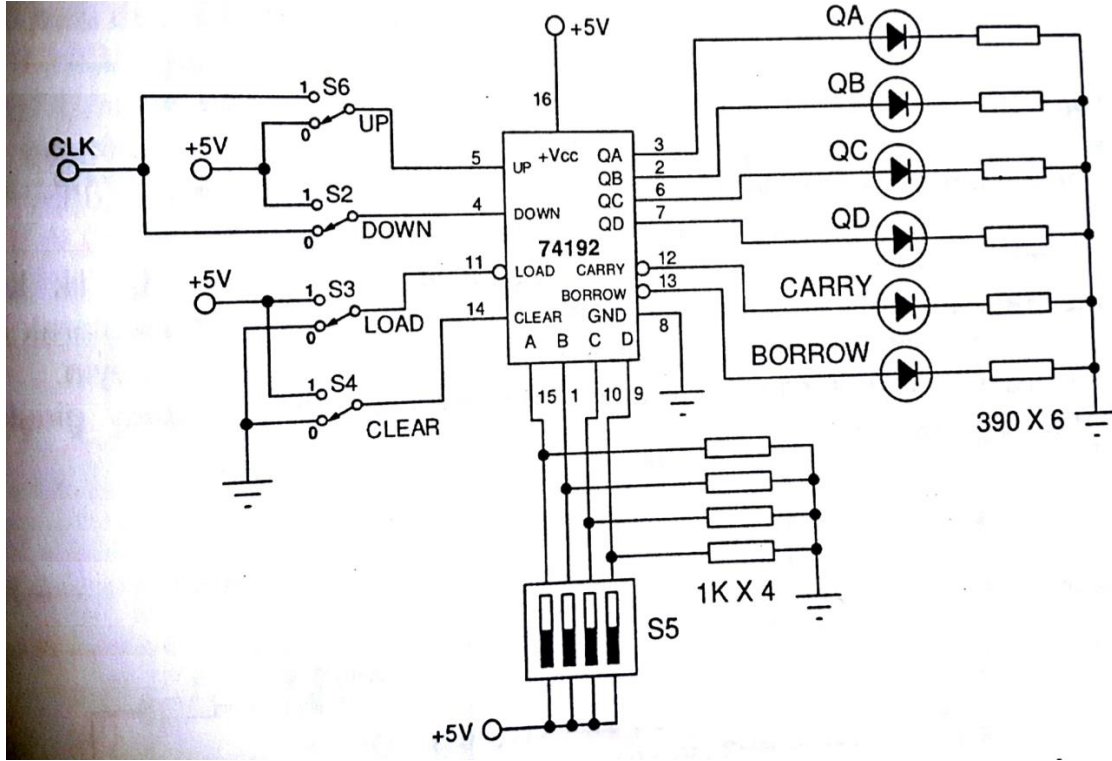 +5V
QA
1 S6
UP
0
CLK
+5V
1 S2
DOWN
0
+5V
1 S3
LOAD
0
1 S4
CLEAR
0
16
5
4
11
14
+Vcc
UP
DOWN
74192
LOAD
CLEAR
QA
QB
QC
QD
CARRY
BORROW
GND
A B C D
3
2
6
7
12
13
8
15 1 10 9
QB
QC
QD
CARRY
BORROW
390 X 6
1K X 4
S5
+5V